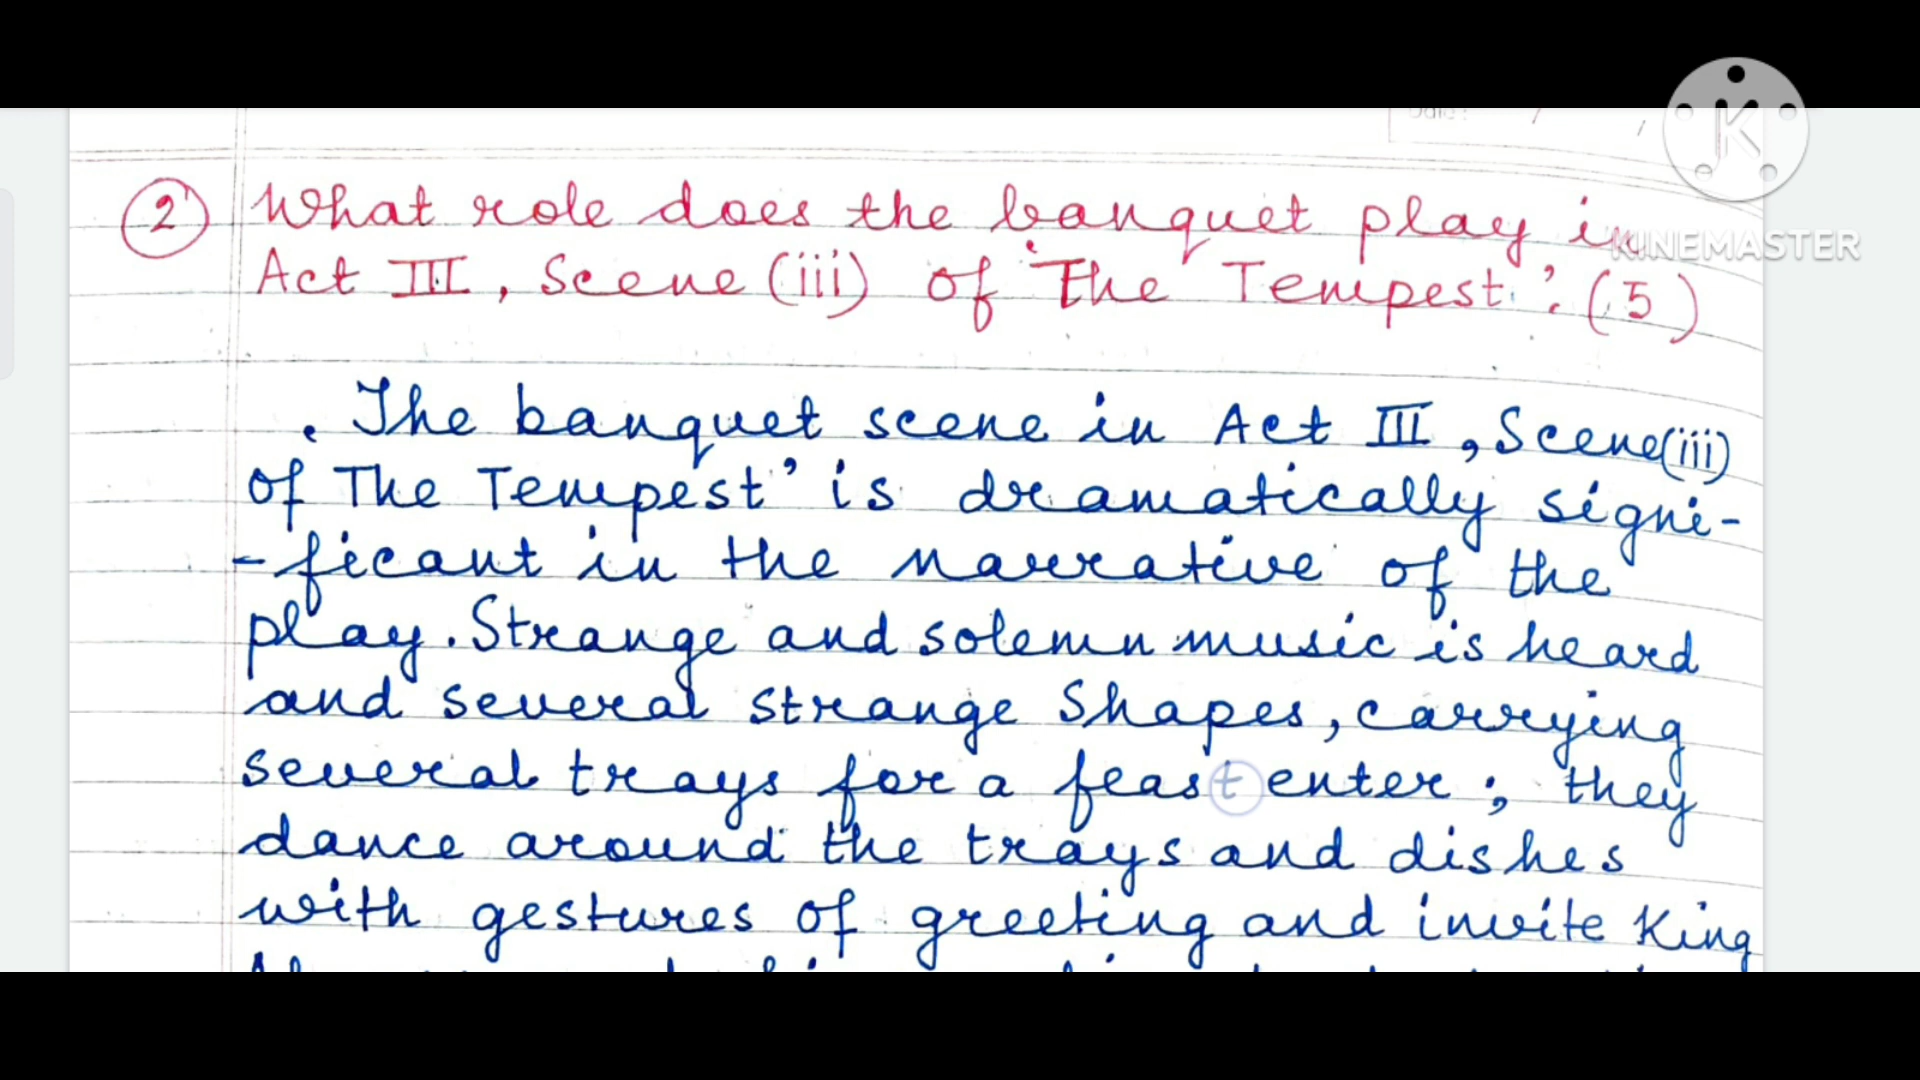 Date:
KINEMASTER
2 What role does the banquet play in
Act III, Scene (iii) of 'The Tempest'. (5)
. The banquet scene in Act III, Scene(iii)
of The Tempest' is dramatically signi-
-ficant in the narrative of the
play. Strange and solemn music is heard
and several strange Shapes, carrying
several trays for a feast enter; they
dance around the trays and dishes
with gestures of greeting and invite King